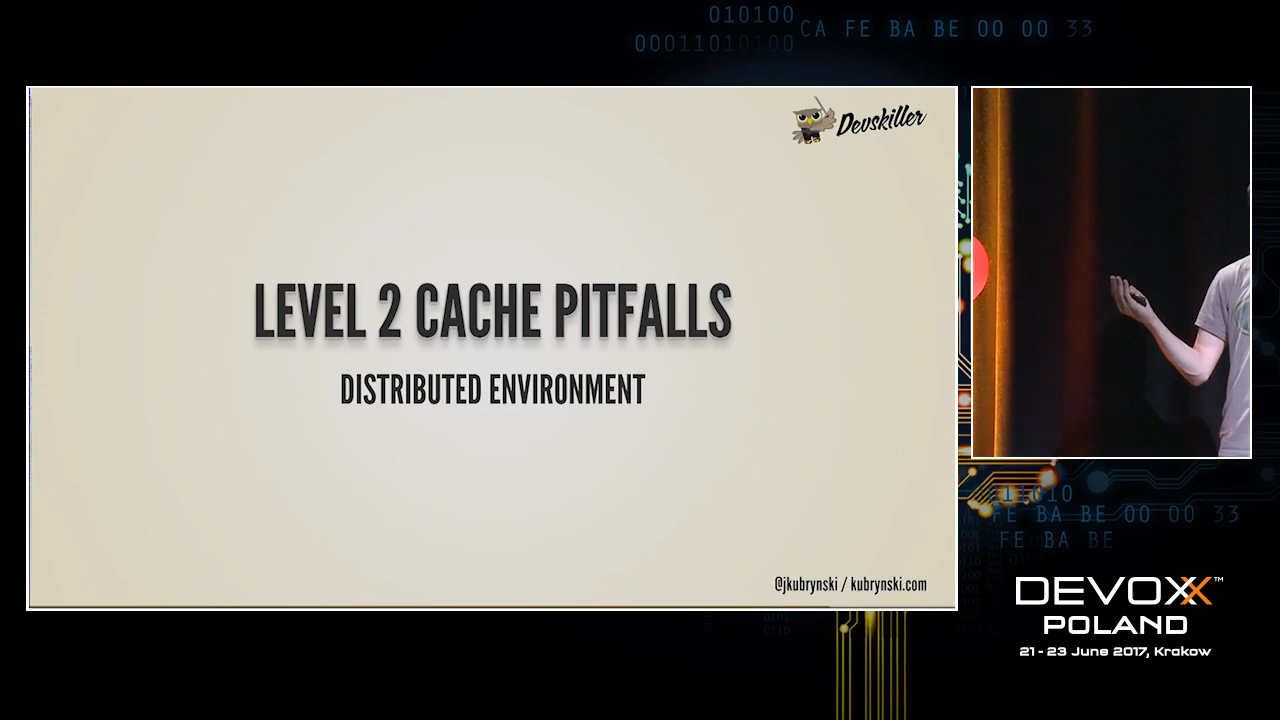 010100
00011010100
CA FE BA BE 00 00 33
Devskiller
LEVEL 2 CACHE PITFALLS
DISTRIBUTED ENVIRONMENT
@jkubrynski / kubrynski.com
FE BA BE 00 00 33
FE BA BE
DEVOXX™
POLAND
21 - 23 June 2017, Krakow